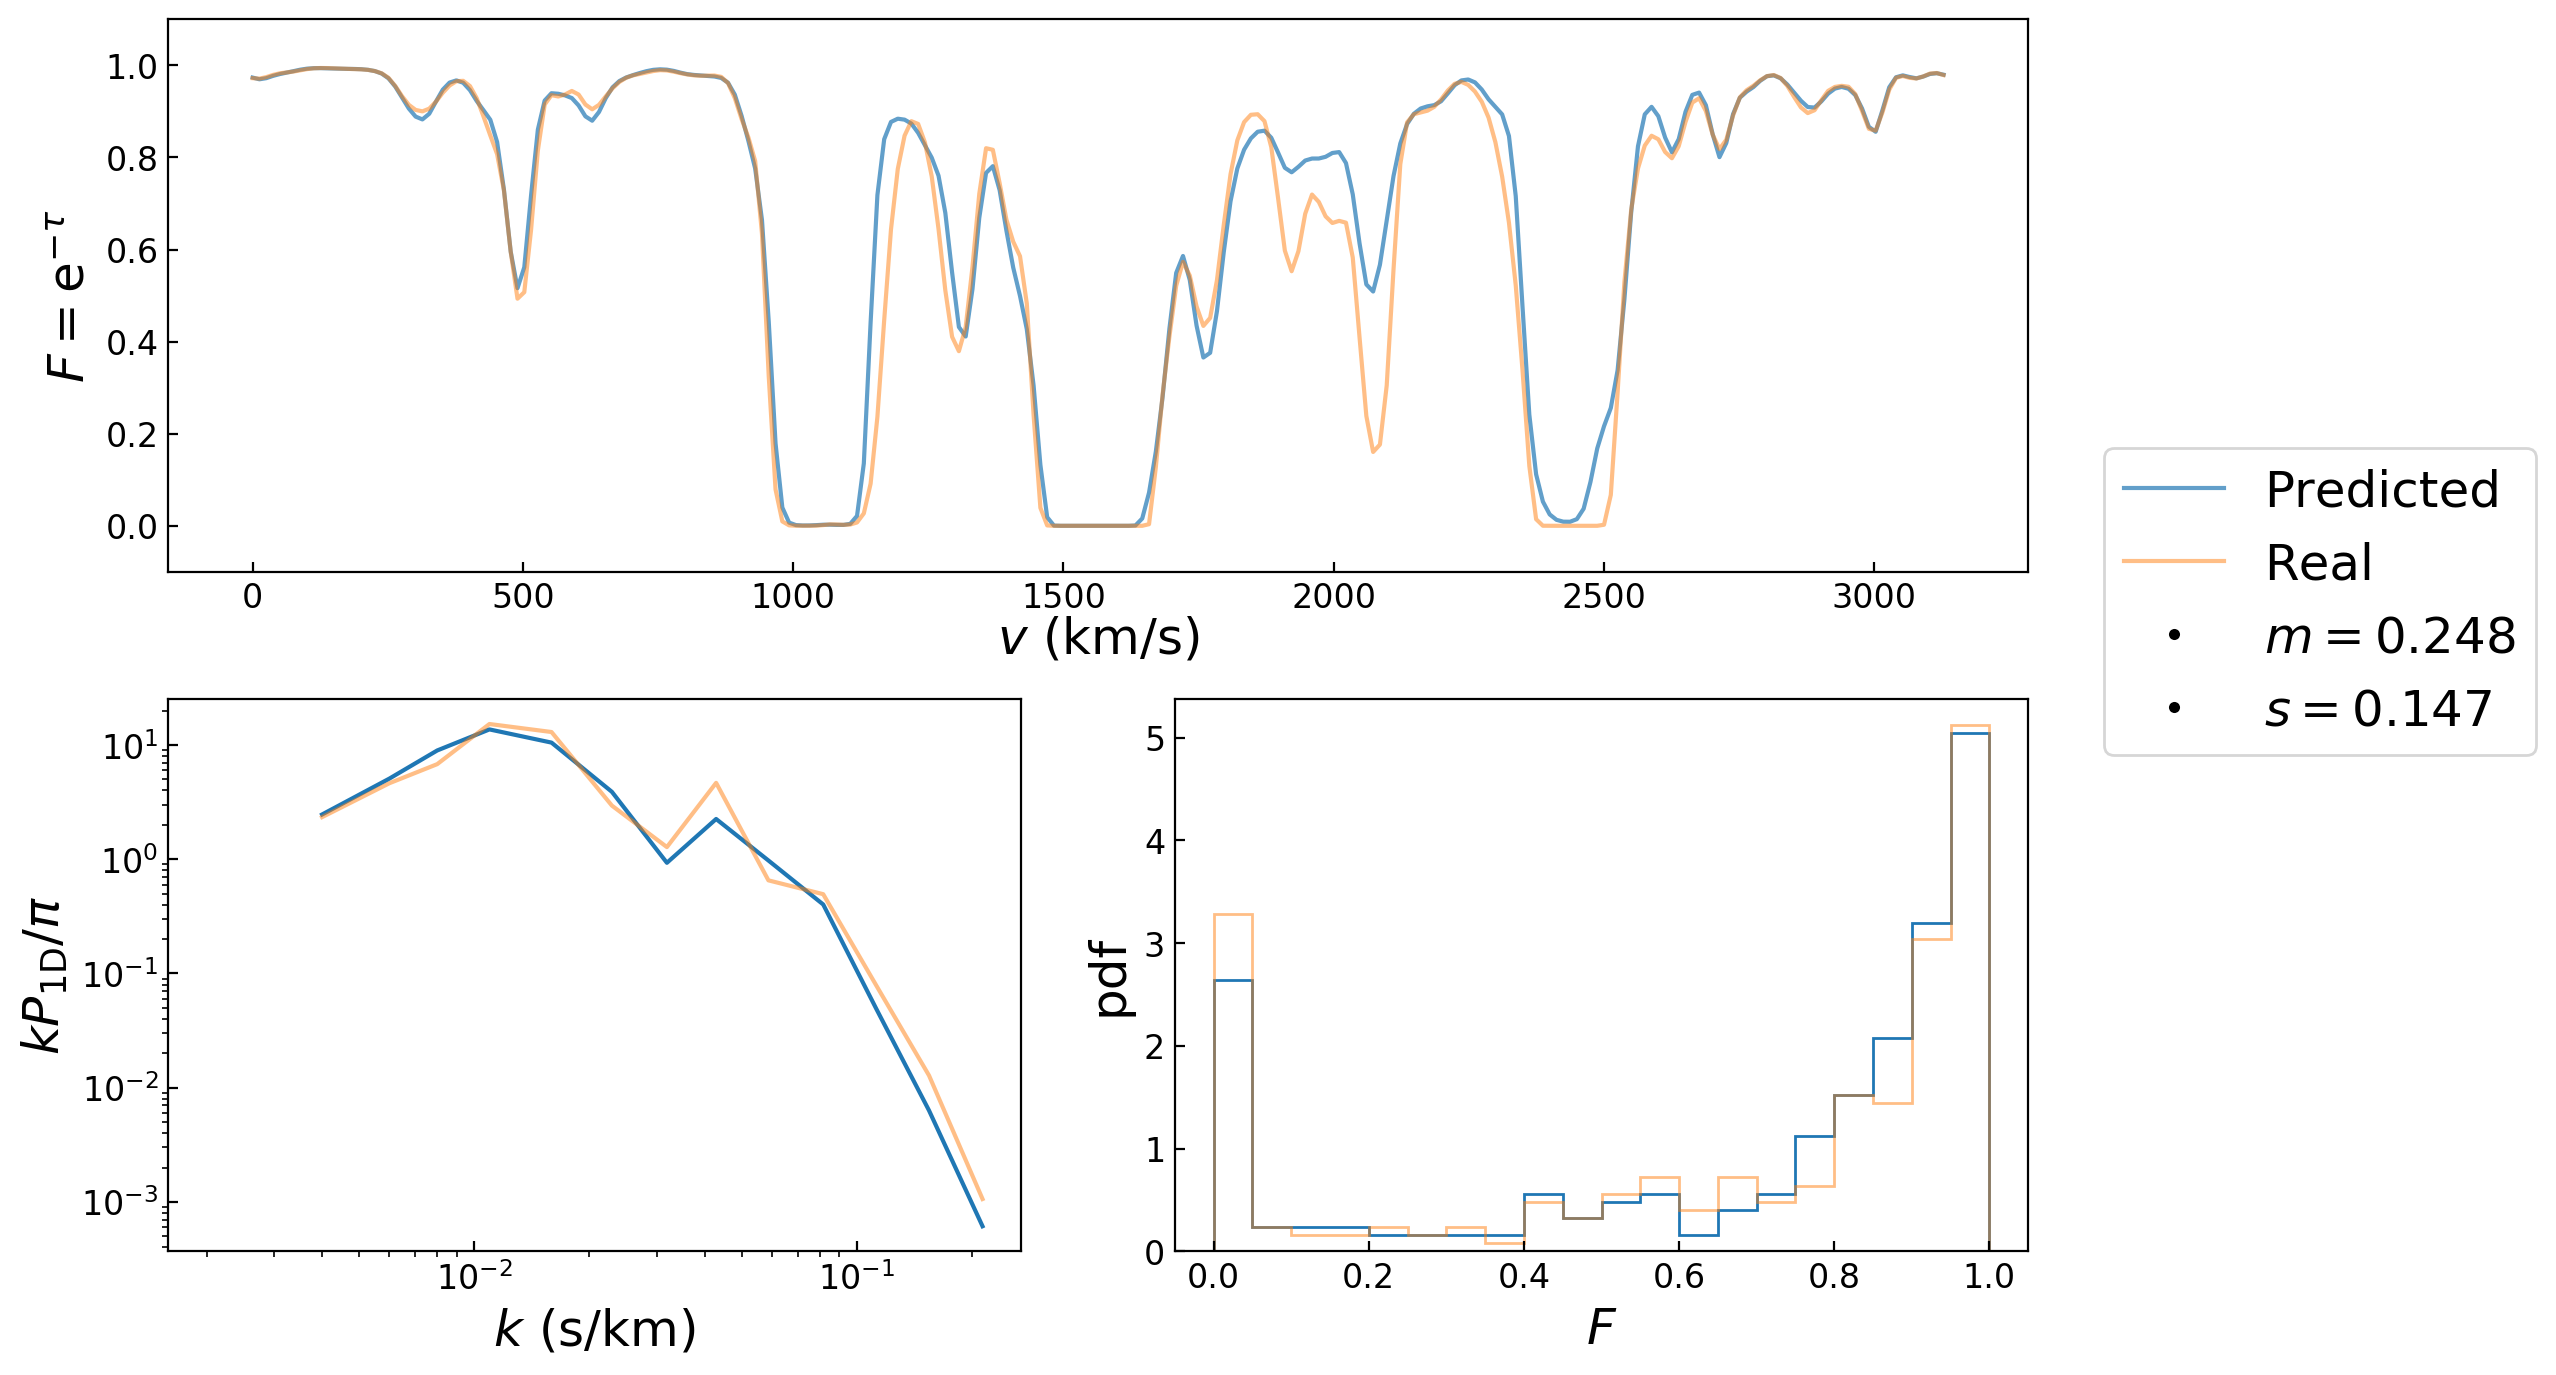 F = e^{−τ}
1.0
0.8
0.6
0.4
0.2
0.0
0 500 1000 1500 2000 2500 3000
v (km/s)
Predicted
Real
m = 0.248
s = 0.147
kP_{1D}/π
10^1
10^0
10^{−1}
10^{−2}
10^{−3}
10^{−2} 10^{−1}
k (s/km)
pdf
5
4
3
2
1
0
0.0 0.2 0.4 0.6 0.8 1.0
F